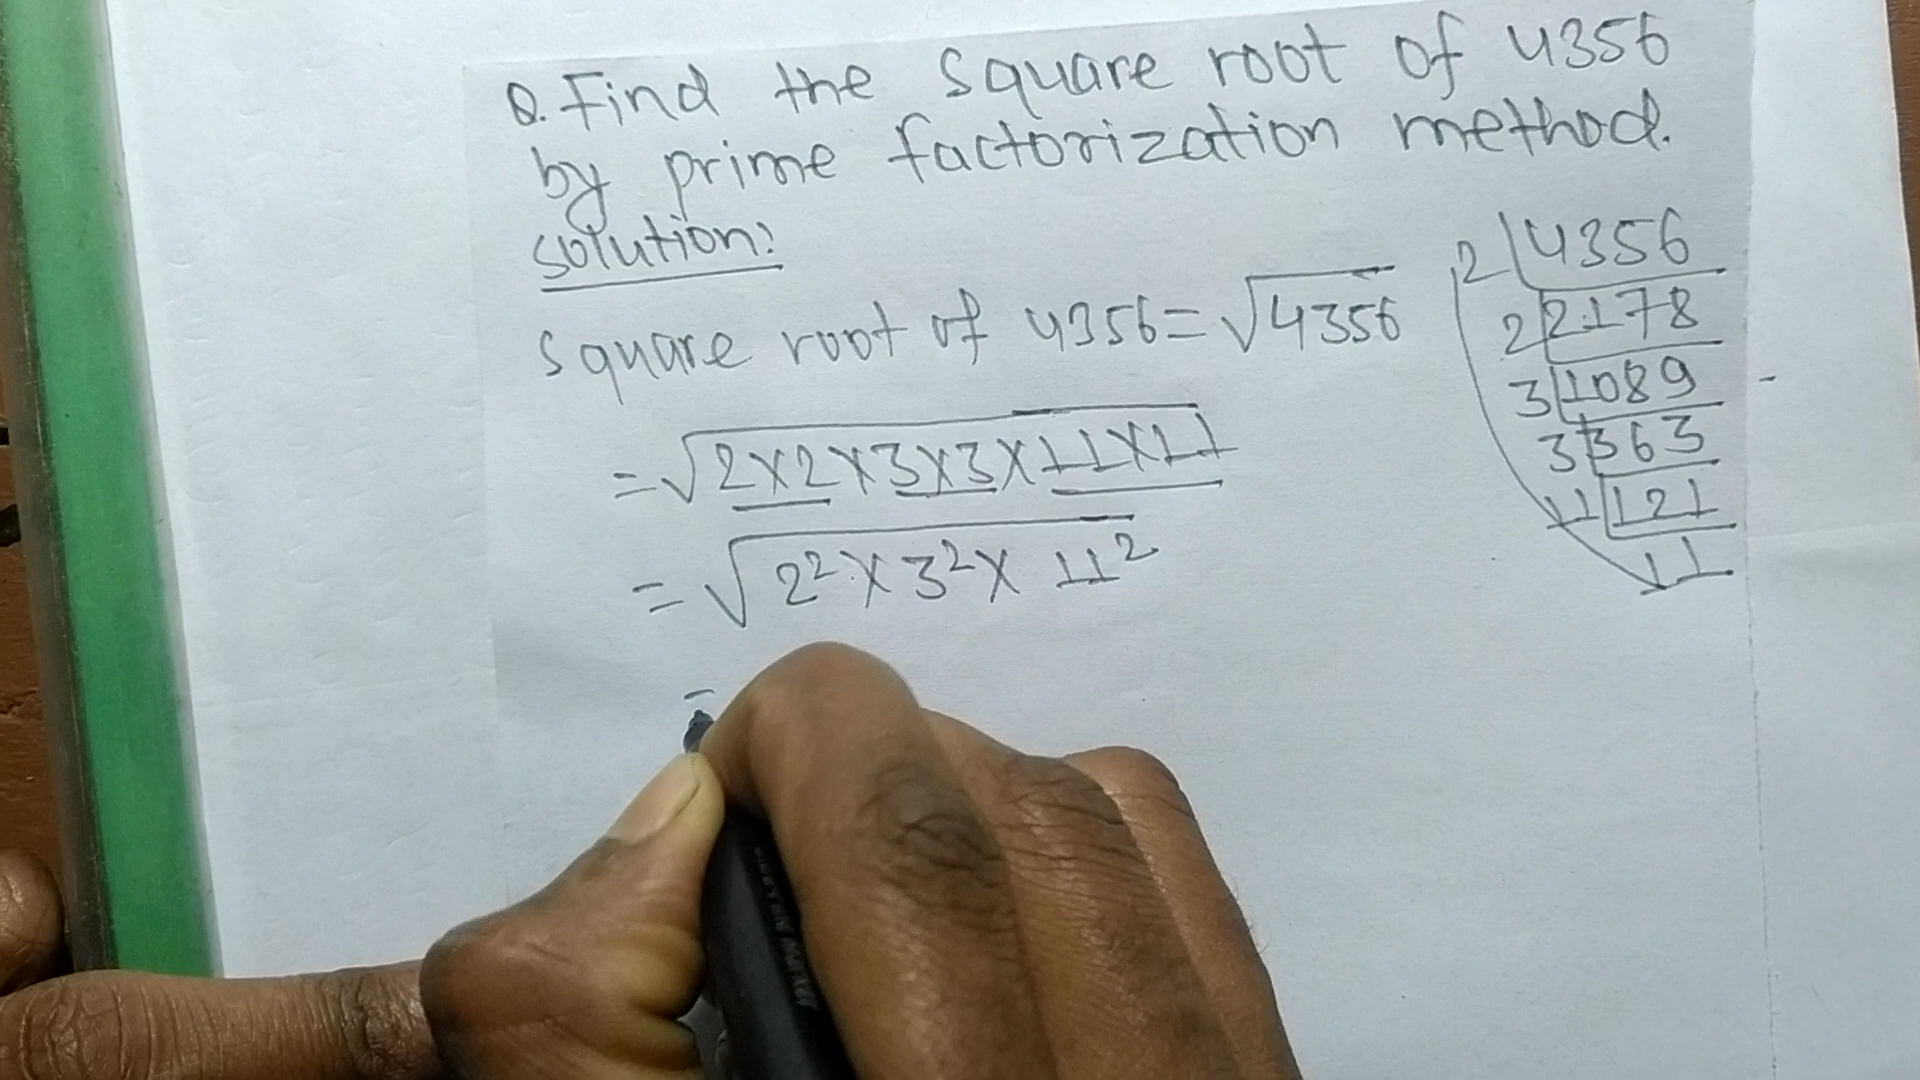 Q. Find the square root of 4356
by prime factorization method.
solution:
square root of 4356 = √4356
= √2×2×3×3×11×11
= √2²×3²×11²
=
2 | 4356
2 | 2178
3 | 1089
3 | 363
11 | 121
11